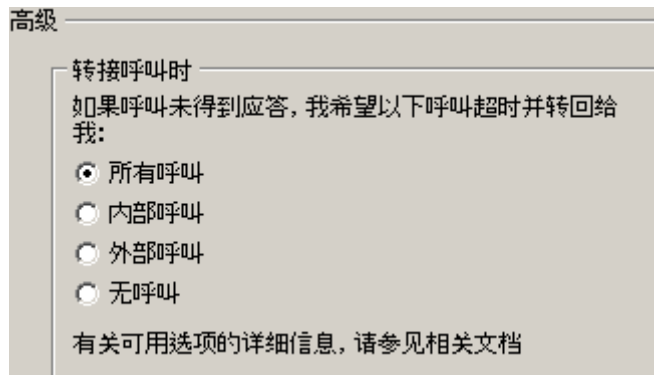 高级
转接呼叫时
如果呼叫未得到应答, 我希望以下呼叫超时并转回给
我:
所有呼叫
内部呼叫
外部呼叫
无呼叫
有关可用选项的详细信息, 请参见相关文档